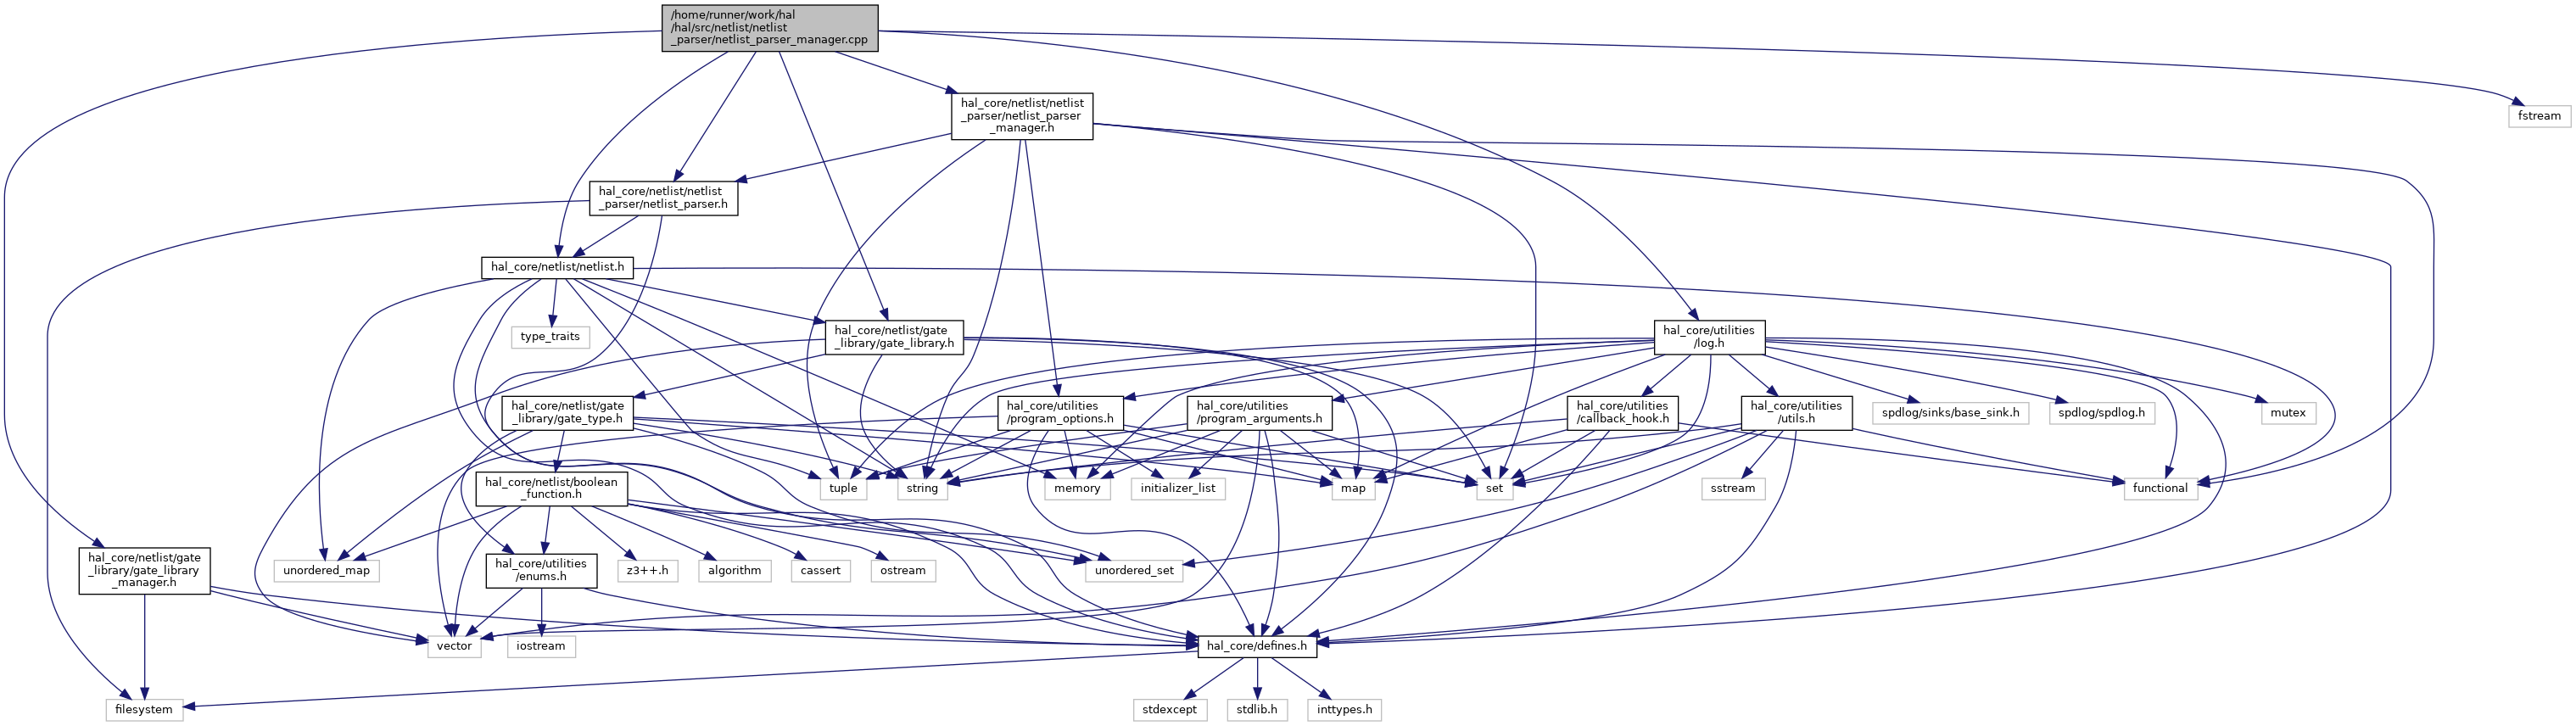 /home/runner/work/hal
/hal/src/netlist/netlist
_parser/netlist_parser_manager.cpp
hal_core/netlist/netlist
_parser/netlist_parser
_manager.h
fstream
hal_core/netlist/netlist
_parser/netlist_parser.h
hal_core/netlist/netlist.h
type_traits
hal_core/netlist/gate
_library/gate_library.h
hal_core/utilities
/log.h
hal_core/netlist/gate
_library/gate_type.h
hal_core/utilities
/program_options.h
hal_core/utilities
/program_arguments.h
hal_core/utilities
/callback_hook.h
hal_core/utilities
/utils.h
spdlog/sinks/base_sink.h
spdlog/spdlog.h
mutex
hal_core/netlist/boolean
_function.h
tuple
string
memory
initializer_list
map
set
sstream
functional
hal_core/netlist/gate
_library/gate_library
_manager.h
unordered_map
hal_core/utilities
/enums.h
z3++.h
algorithm
cassert
ostream
unordered_set
vector
iostream
hal_core/defines.h
filesystem
stdexcept
stdlib.h
inttypes.h